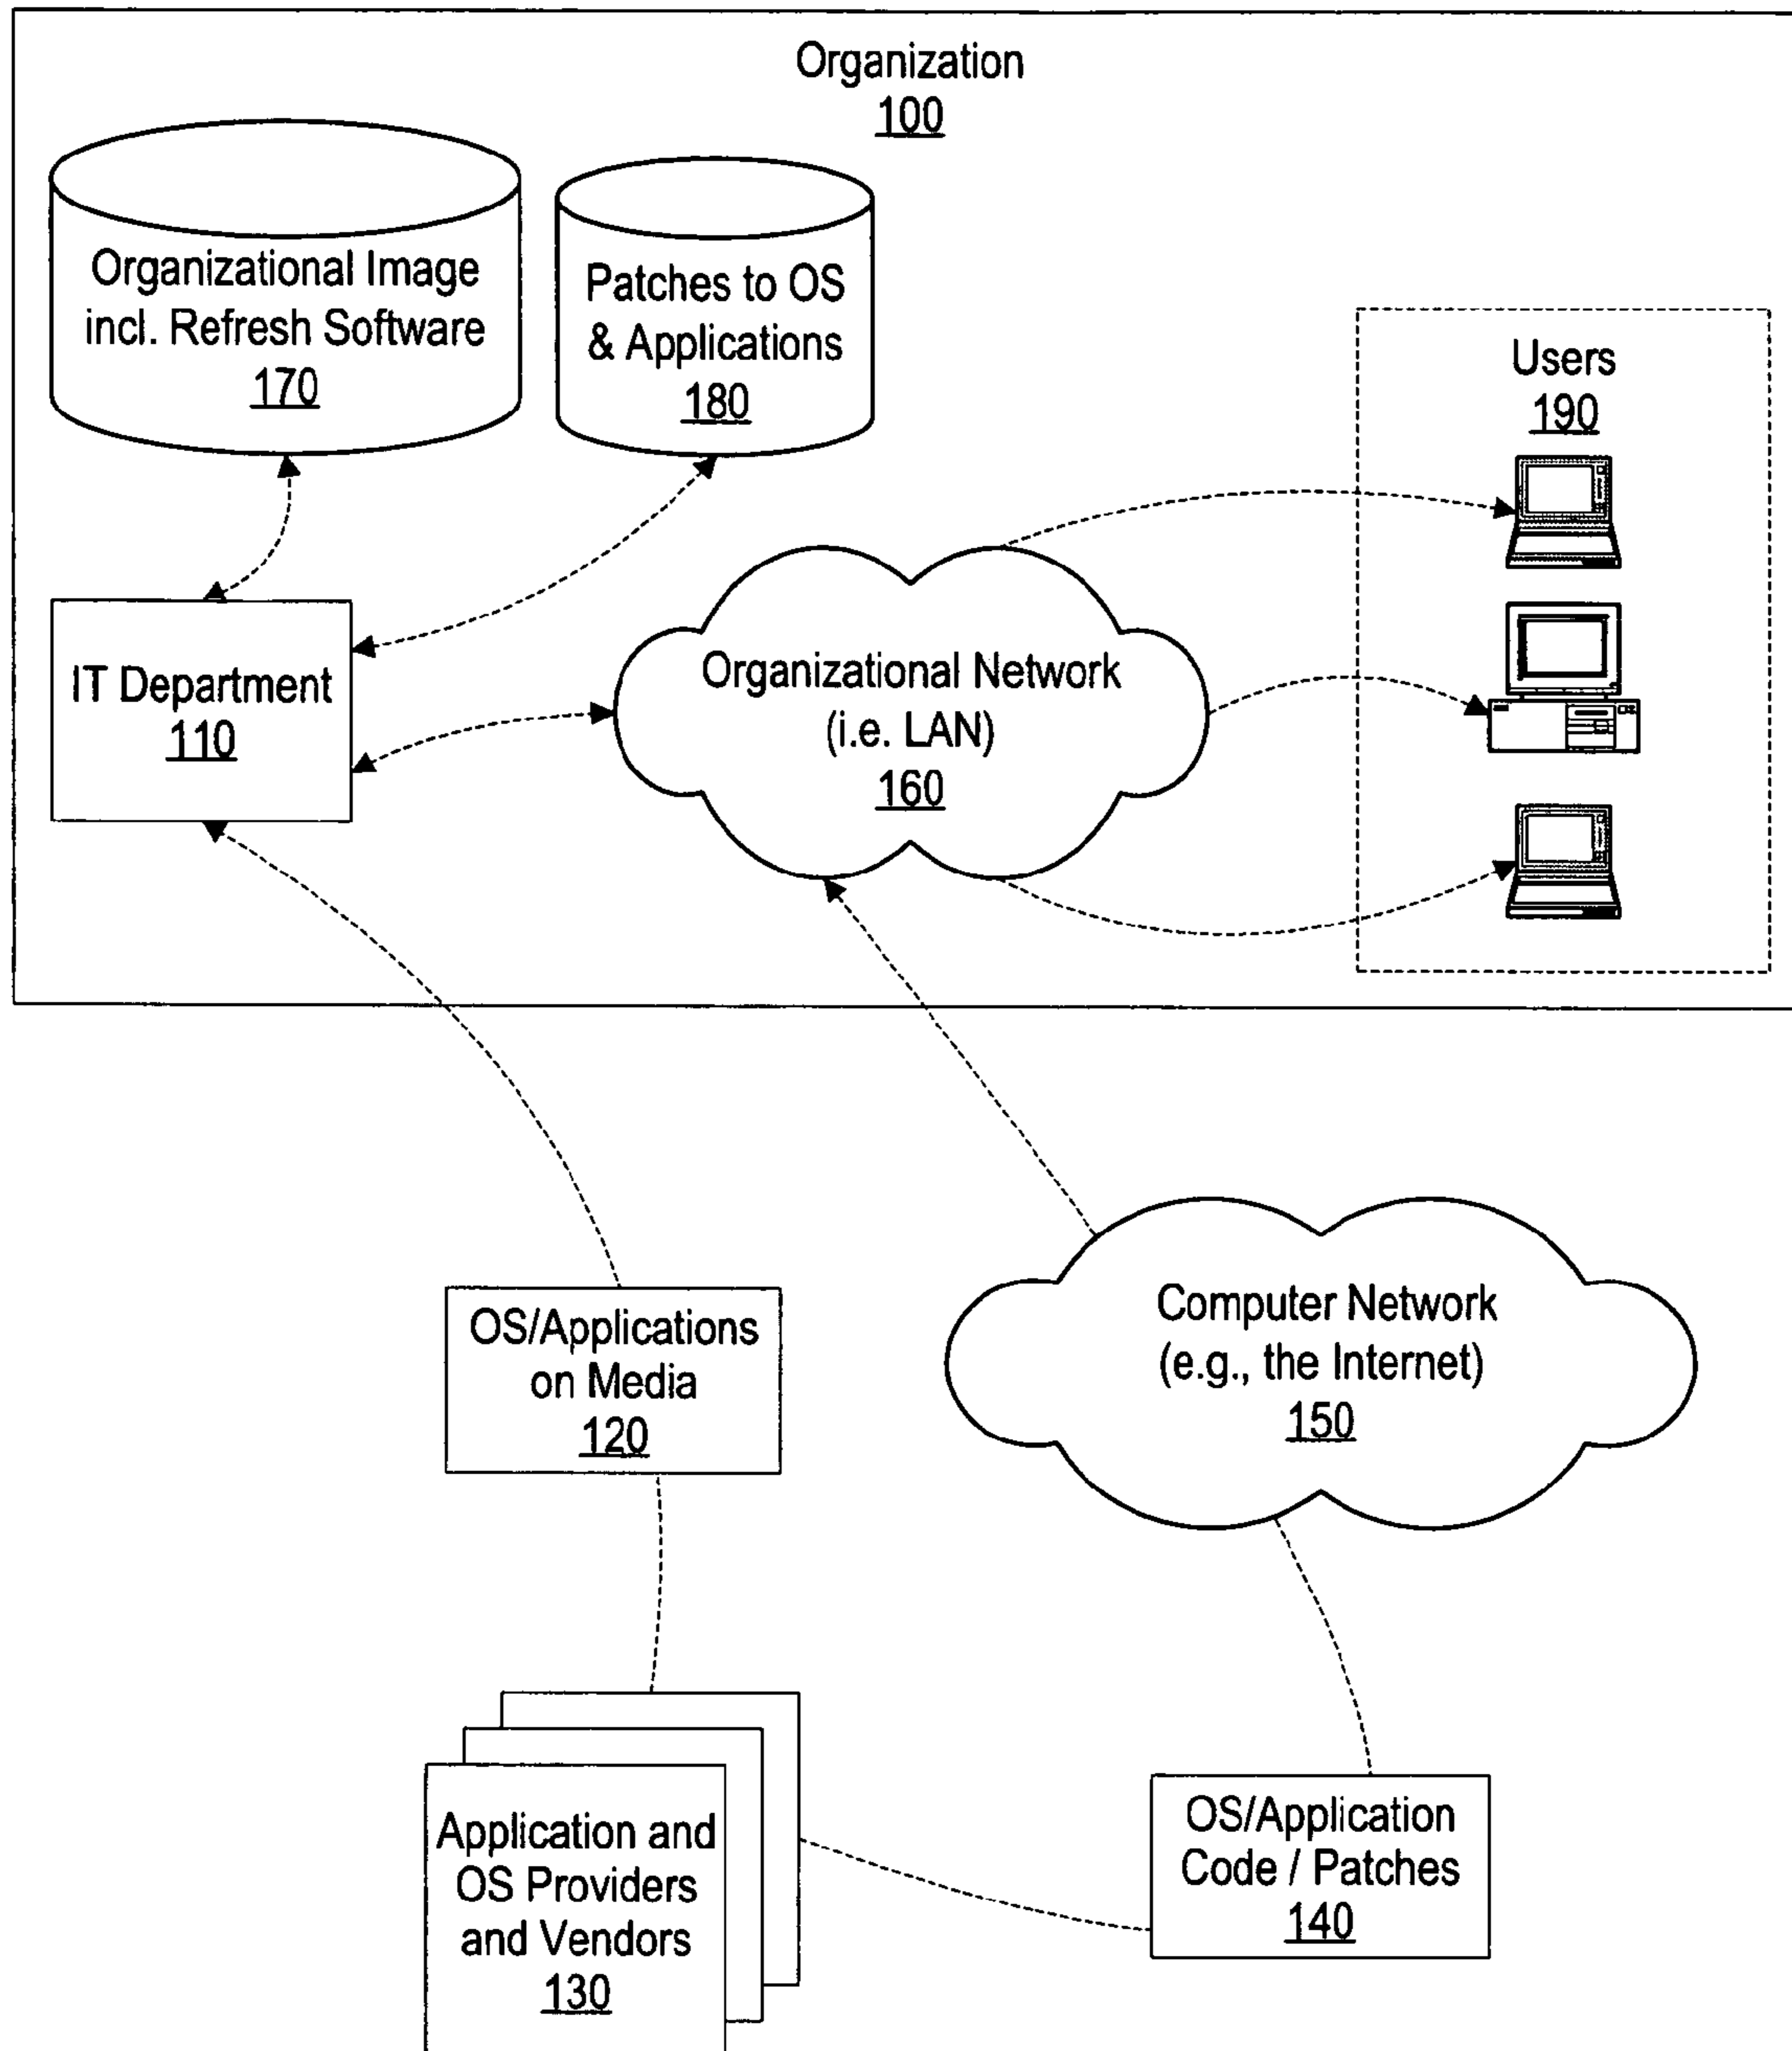 Organization
100
Organizational Image
incl. Refresh Software
170
Patches to OS
& Applications
180
Users
190
IT Department
110
Organizational Network
(i.e. LAN)
160
OS/Applications
on Media
120
Computer Network
(e.g., the Internet)
150
Application and
OS Providers
and Vendors
130
OS/Application
Code / Patches
140